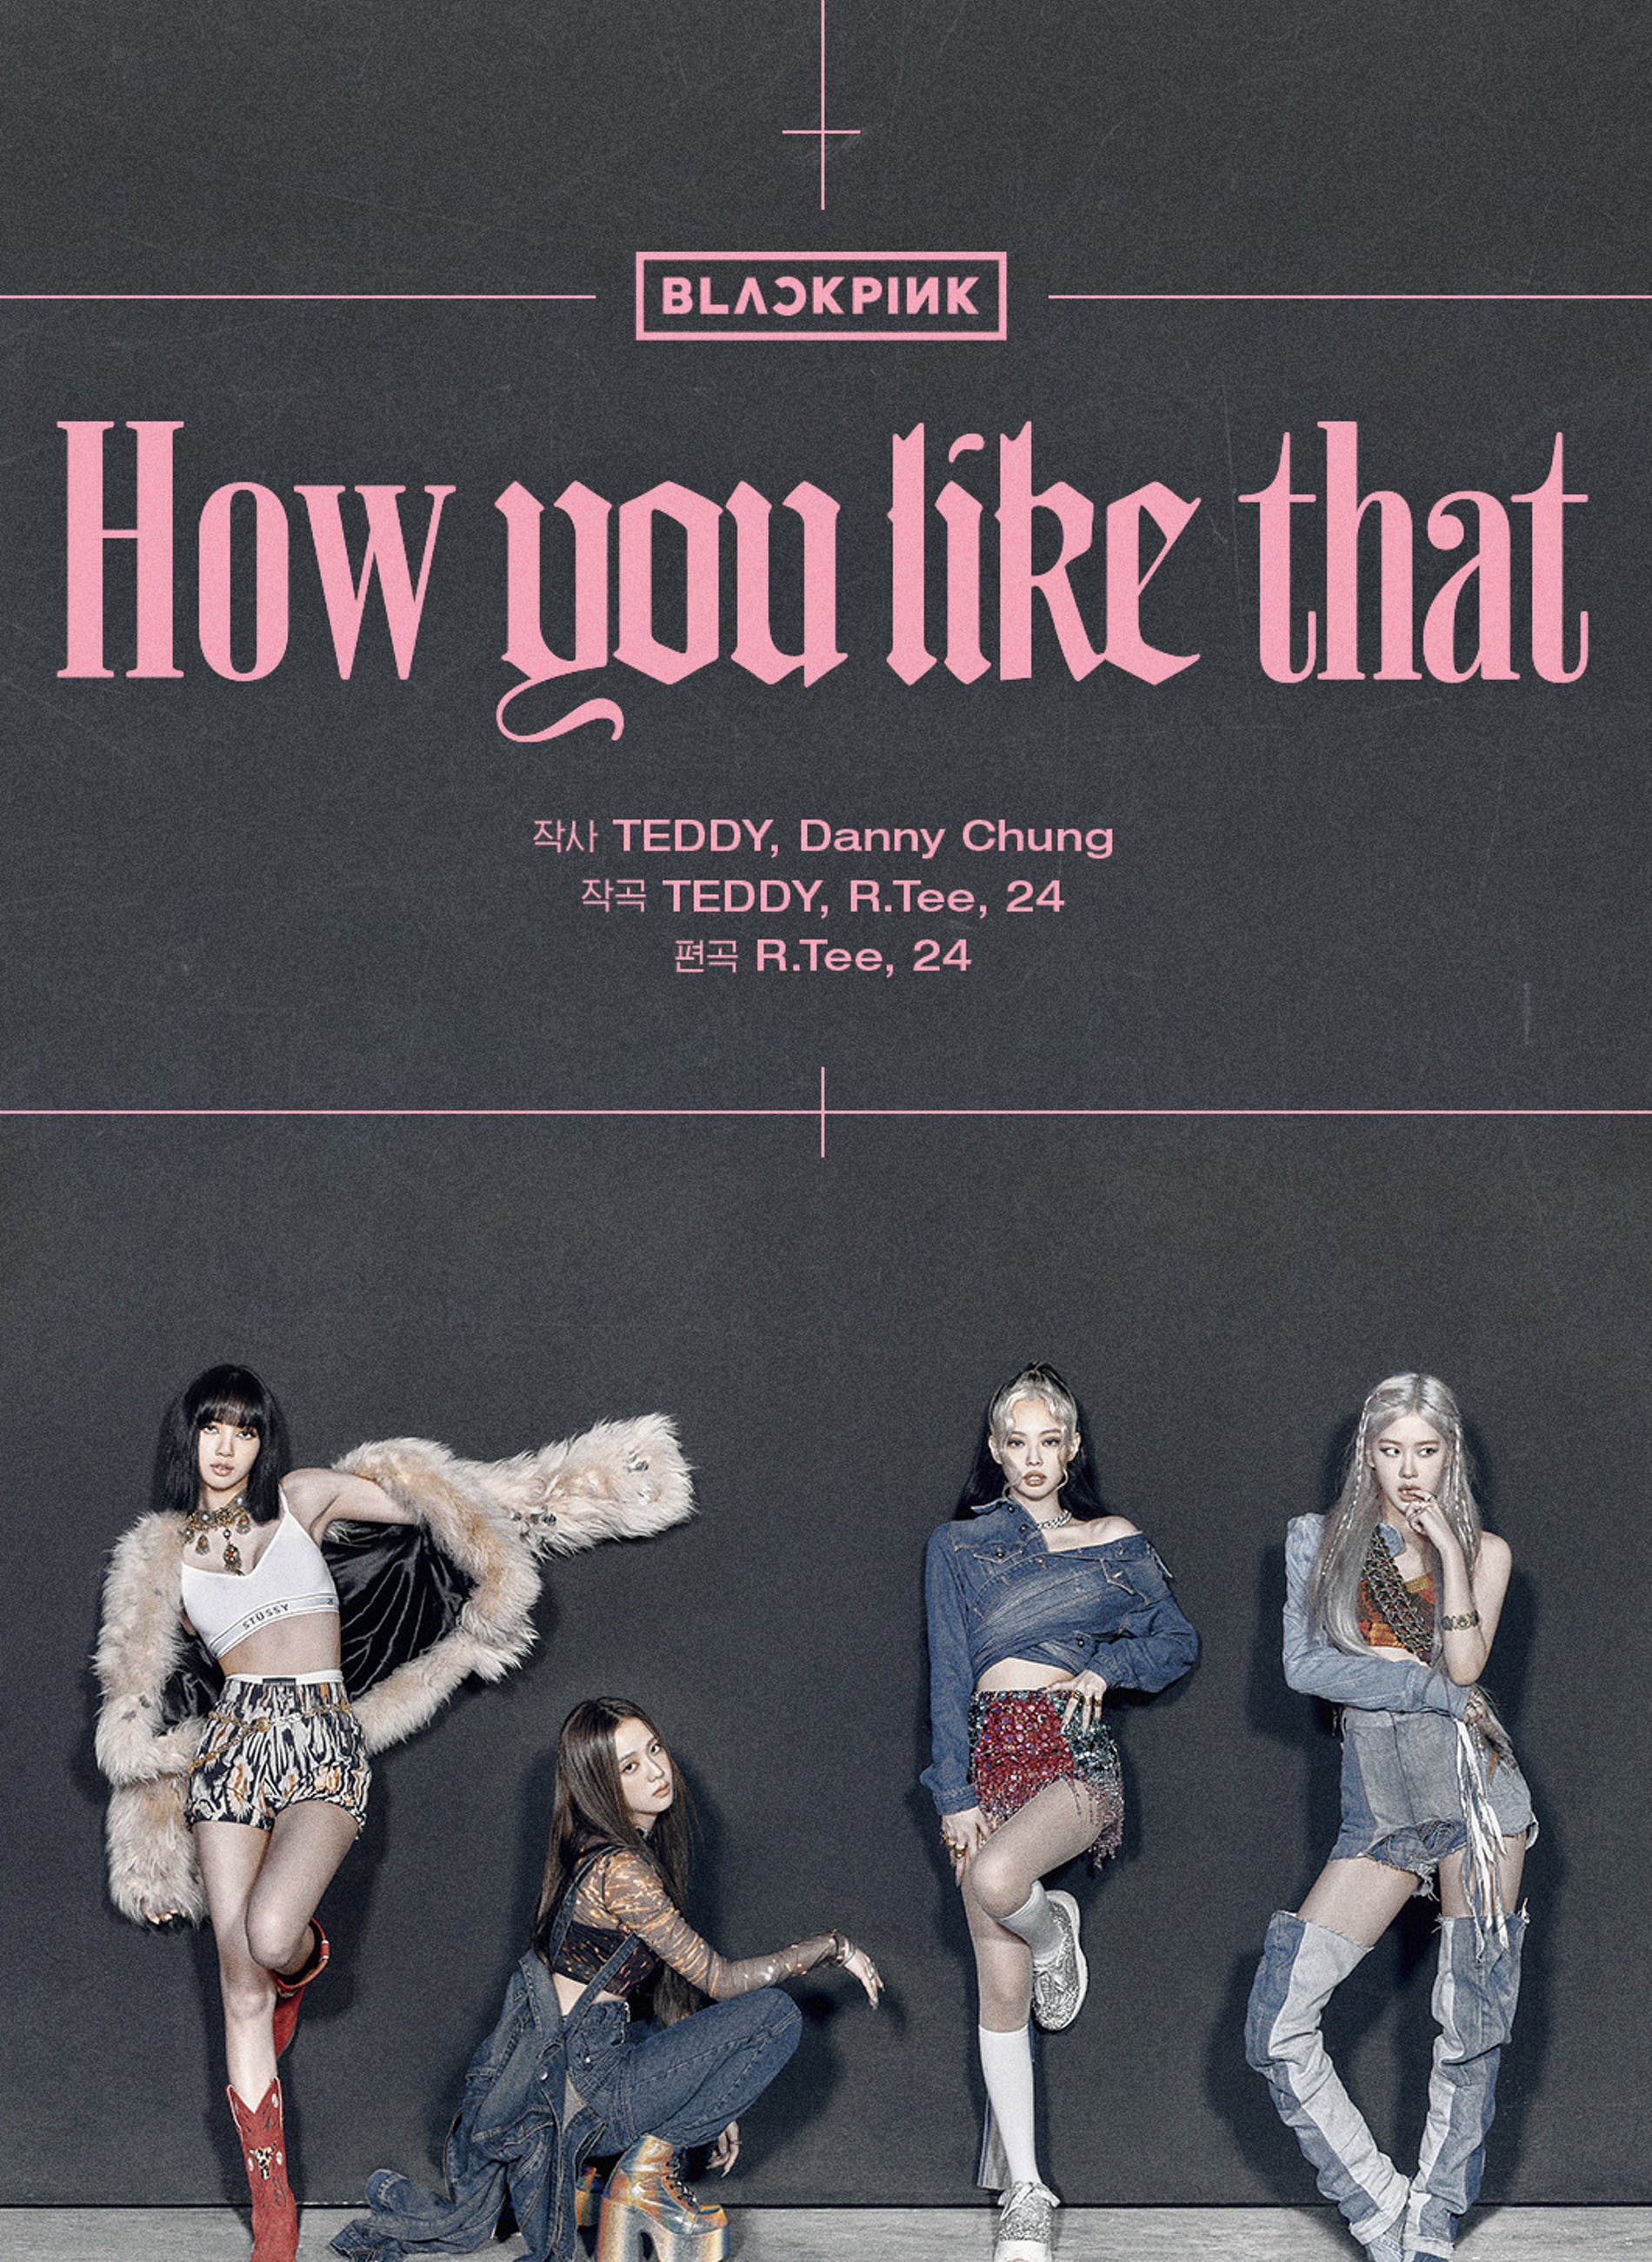 BLACKPINK
How you like that
작사 TEDDY, Danny Chung
작곡 TEDDY, R.Tee, 24
편곡 R.Tee, 24
STÜSSY